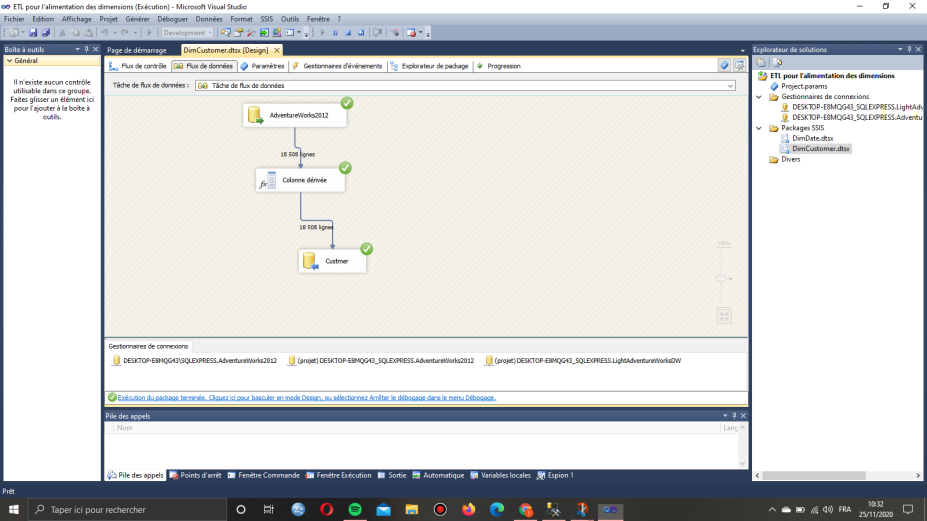 ETL pour l'alimentation des dimensions (Exécution) - Microsoft Visual Studio
Fichier Edition Affichage Projet Générer Déboguer Données Format SSIS Outils Fenêtre ?
Development
Boîte à outils
Page de démarrage DimCustomer.dtsx [Design]
Explorateur de solutions
Général
Il n'existe aucun contrôle utilisable dans ce groupe. Faites glisser un élément ici pour l'ajouter à la boîte à outils.
Flux de contrôle Flux de données Paramètres Gestionnaires d'événements Explorateur de package Progression
Tâche de flux de données : Tâche de flux de données
AdventureWorks2012
18 508 lignes
Colonne dérivée
18 508 lignes
Custmer
100%
ETL pour l'alimentation des dimensions
Project.params
Gestionnaires de connexions
DESKTOP-E8MQG43_SQLEXPRESS.LightAdv
DESKTOP-E8MQG43_SQLEXPRESS.Adventu
Packages SSIS
DimDate.dtsx
DimCustomer.dtsx
Divers
Gestionnaires de connexions
DESKTOP-E8MQG43\SQLEXPRESS.AdventureWorks2012 (projet) DESKTOP-E8MQG43_SQLEXPRESS.AdventureWorks2012 (projet) DESKTOP-E8MQG43_SQLEXPRESS.LightAdventureWorksDW
Exécution du package terminée. Cliquez ici pour basculer en mode Design, ou sélectionnez Arrêter le débogage dans le menu Débogage.
Pile des appels
Nom Lang
Pile des appels Points d'arrêt Fenêtre Commande Fenêtre Exécution Sortie Automatique Variables locales Espion 1
Prêt
Taper ici pour rechercher
FRA
10:32
25/11/2020